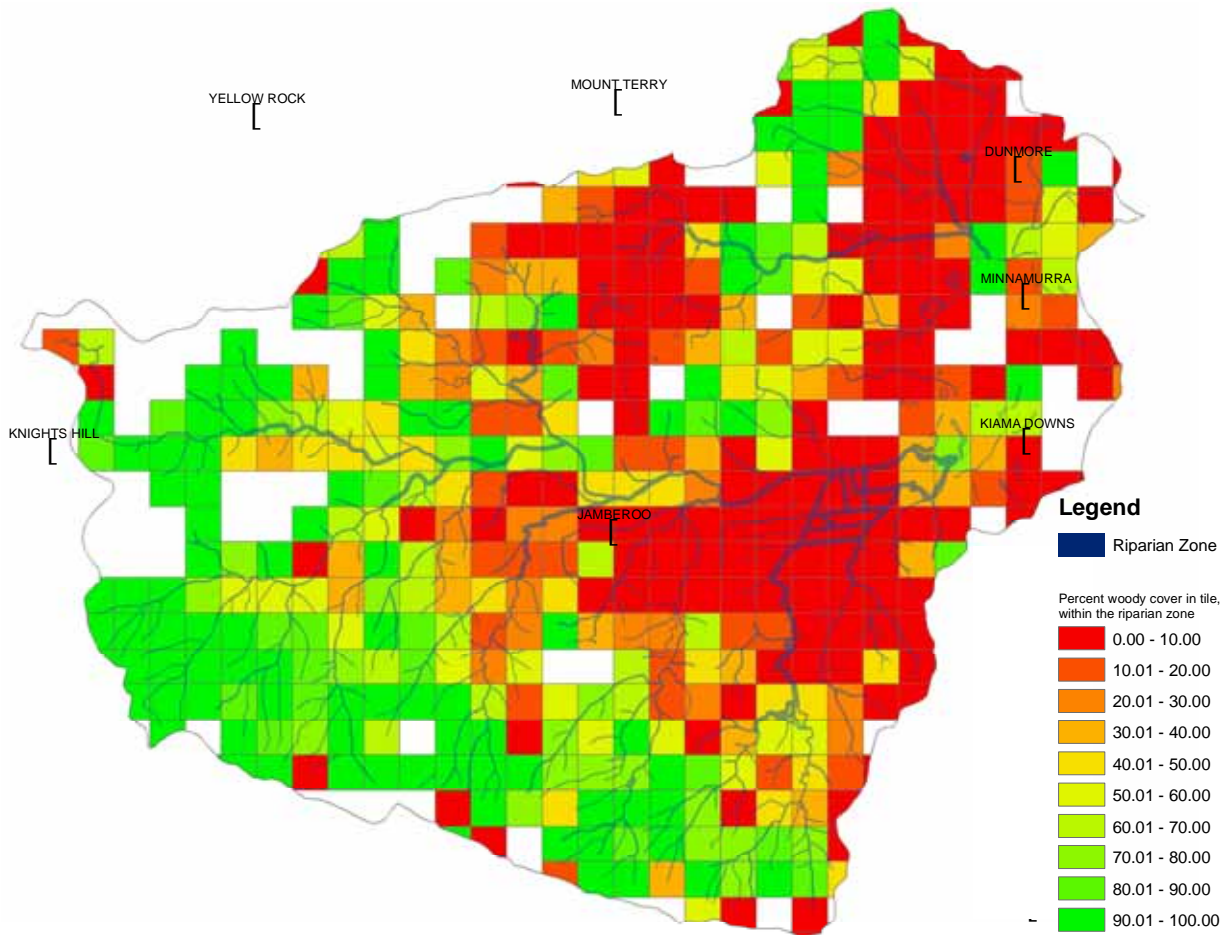 YELLOW ROCK
MOUNT TERRY
DUNMORE
MINNAMURRA
KNIGHTS HILL
KIAMA DOWNS
JAMBEROO
Legend
Riparian Zone
Percent woody cover in tile,
within the riparian zone
0.00 - 10.00
10.01 - 20.00
20.01 - 30.00
30.01 - 40.00
40.01 - 50.00
50.01 - 60.00
60.01 - 70.00
70.01 - 80.00
80.01 - 90.00
90.01 - 100.00